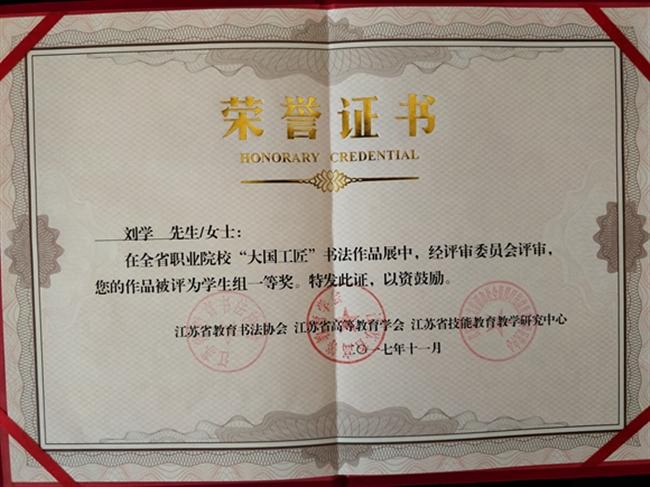 荣誉证书
HONORARY CREDENTIAL
刘学 先生/女士：
在全省职业院校“大国工匠”书法作品展中，经评审委员会评审，
您的作品被评为学生组一等奖。特发此证，以资鼓励。
江苏省教育书法协会 江苏省高等教育学会 江苏省技能教育教学研究中心
二〇一七年十一月